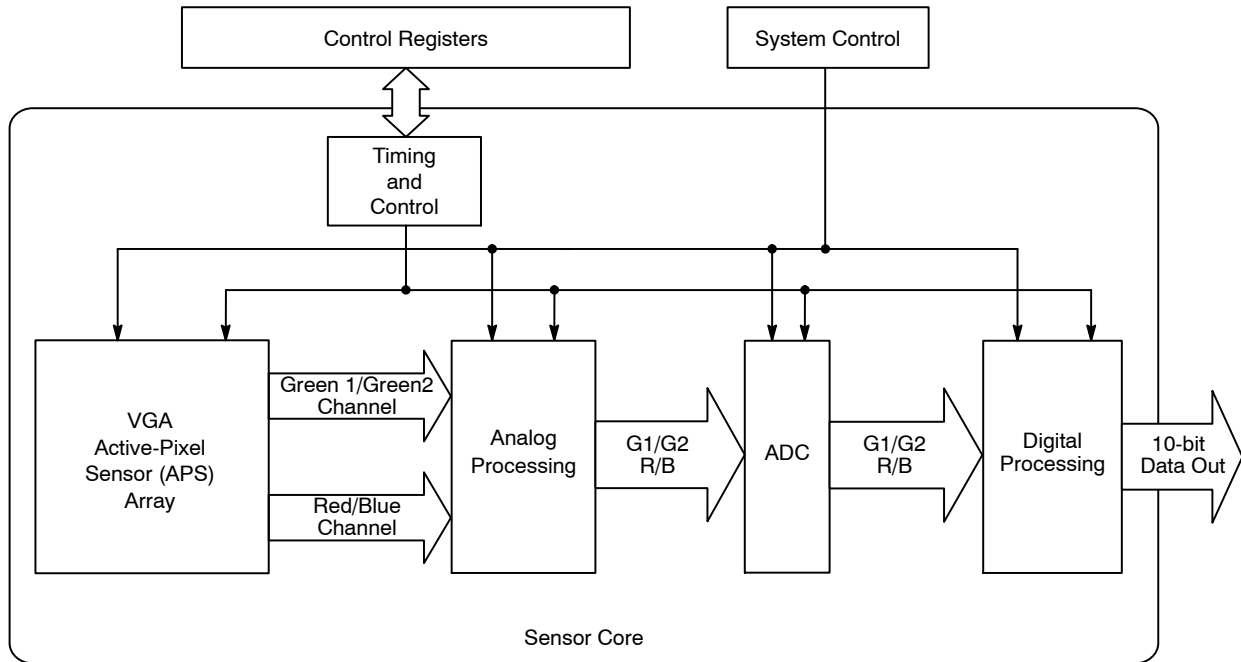 Control Registers
System Control
Timing
and
Control
VGA
Active-Pixel
Sensor (APS)
Array
Green 1/Green2
Channel
Red/Blue
Channel
Analog
Processing
G1/G2
R/B
ADC
G1/G2
R/B
Digital
Processing
10-bit
Data Out
Sensor Core